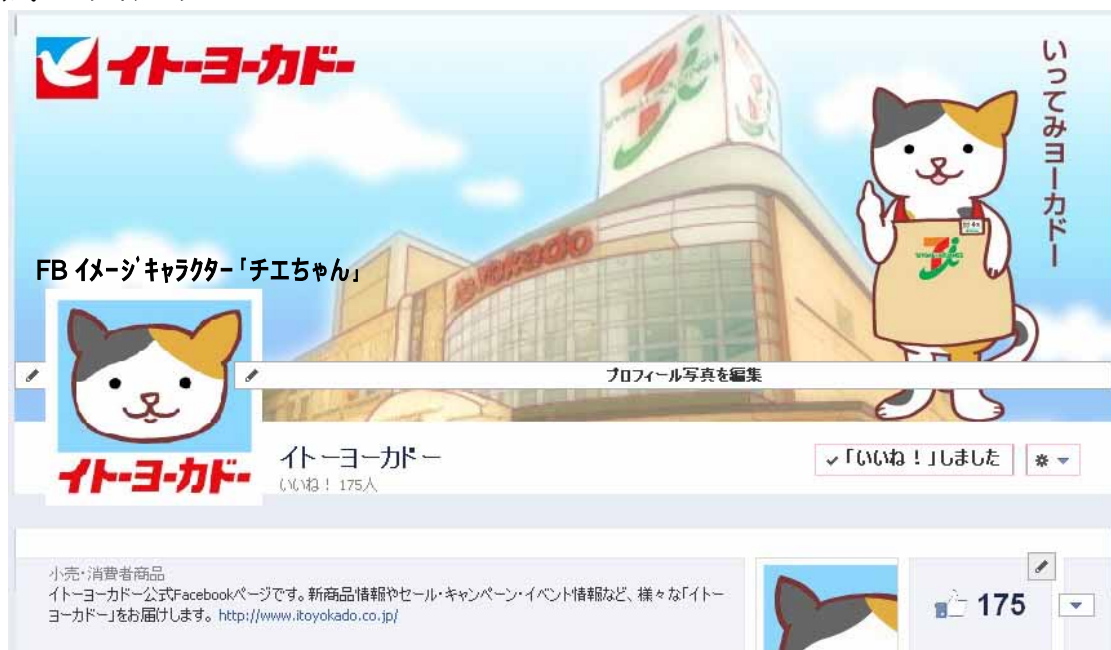 イトーヨーカドー
いってみヨーカドー
Itoyokado
FB イメージキャラクター「チエちゃん」
プロフィール写真を編集
イトーヨーカドー
イトーヨーカドー
いいね! 175人
✓「いいね!」しました
小売・消費者商品
イトーヨーカドー公式Facebookページです。新商品情報やセール・キャンペーン・イベント情報など、様々な「イトー
ヨーカドー」をお届けします。 http://www.itoyokado.co.jp/
175